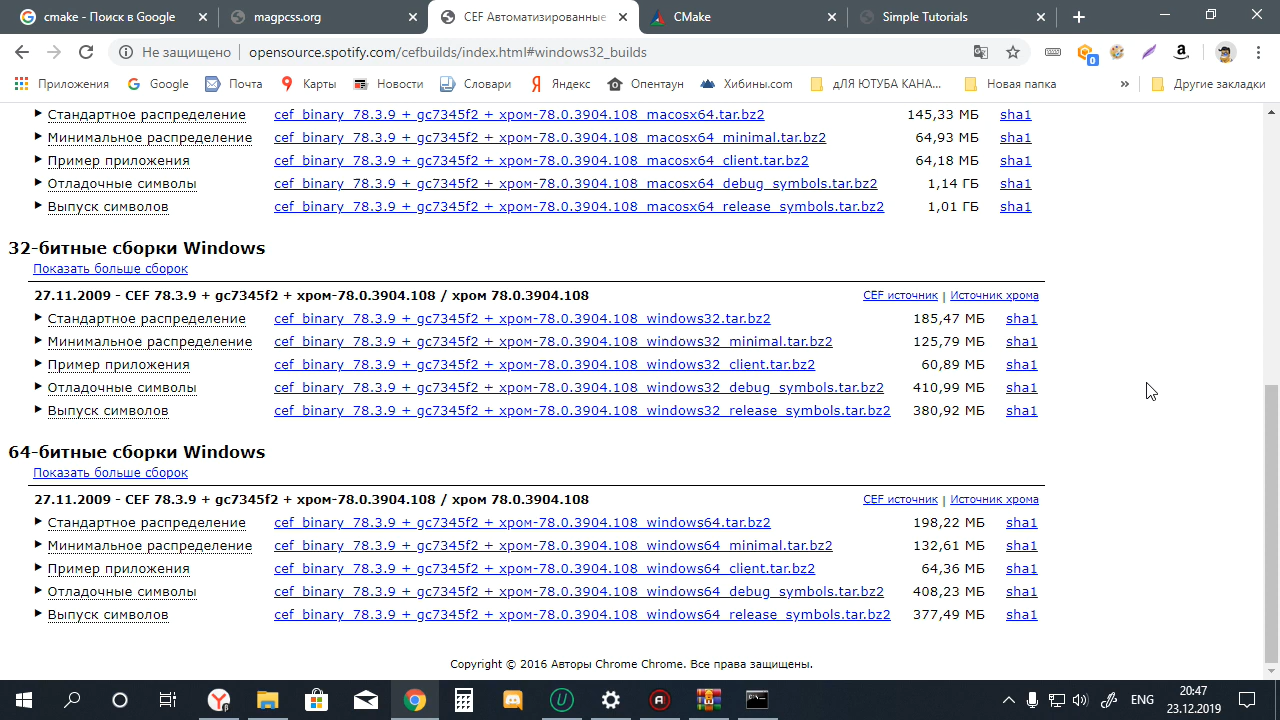 cmake - Поиск в Google
magpcss.org
CEF Автоматизированные
CMake
Simple Tutorials
Не защищено
opensource.spotify.com/cefbuilds/index.html#windows32_builds
0
Приложения
Google
Почта
Карты
Новости
Словари
Яндекс
Опентаун
Хибины.com
дЛЯ ЮТУБА КАНА...
Новая папка
»
Другие закладки
Стандартное распределение cef_binary_78.3.9 + gc7345f2 + хром-78.0.3904.108_macosx64.tar.bz2 145,33 МБ sha1
Минимальное распределение cef_binary_78.3.9 + gc7345f2 + хром-78.0.3904.108_macosx64_minimal.tar.bz2 64,93 МБ sha1
Пример приложения cef_binary_78.3.9 + gc7345f2 + хром-78.0.3904.108_macosx64_client.tar.bz2 64,18 МБ sha1
Отладочные символы cef_binary_78.3.9 + gc7345f2 + хром-78.0.3904.108_macosx64_debug_symbols.tar.bz2 1,14 ГБ sha1
Выпуск символов cef_binary_78.3.9 + gc7345f2 + хром-78.0.3904.108_macosx64_release_symbols.tar.bz2 1,01 ГБ sha1
32-битные сборки Windows
Показать больше сборок
27.11.2009 - CEF 78.3.9 + gc7345f2 + хром-78.0.3904.108 / хром 78.0.3904.108 CEF источник | Источник хрома
Стандартное распределение cef_binary_78.3.9 + gc7345f2 + хром-78.0.3904.108_windows32.tar.bz2 185,47 МБ sha1
Минимальное распределение cef_binary_78.3.9 + gc7345f2 + хром-78.0.3904.108_windows32_minimal.tar.bz2 125,79 МБ sha1
Пример приложения cef_binary_78.3.9 + gc7345f2 + хром-78.0.3904.108_windows32_client.tar.bz2 60,89 МБ sha1
Отладочные символы cef_binary_78.3.9 + gc7345f2 + хром-78.0.3904.108_windows32_debug_symbols.tar.bz2 410,99 МБ sha1
Выпуск символов cef_binary_78.3.9 + gc7345f2 + хром-78.0.3904.108_windows32_release_symbols.tar.bz2 380,92 МБ sha1
64-битные сборки Windows
Показать больше сборок
27.11.2009 - CEF 78.3.9 + gc7345f2 + хром-78.0.3904.108 / хром 78.0.3904.108 CEF источник | Источник хрома
Стандартное распределение cef_binary_78.3.9 + gc7345f2 + хром-78.0.3904.108_windows64.tar.bz2 198,22 МБ sha1
Минимальное распределение cef_binary_78.3.9 + gc7345f2 + хром-78.0.3904.108_windows64_minimal.tar.bz2 132,61 МБ sha1
Пример приложения cef_binary_78.3.9 + gc7345f2 + хром-78.0.3904.108_windows64_client.tar.bz2 64,36 МБ sha1
Отладочные символы cef_binary_78.3.9 + gc7345f2 + хром-78.0.3904.108_windows64_debug_symbols.tar.bz2 408,23 МБ sha1
Выпуск символов cef_binary_78.3.9 + gc7345f2 + хром-78.0.3904.108_windows64_release_symbols.tar.bz2 377,49 МБ sha1
Copyright © 2016 Авторы Chrome Chrome. Все права защищены.
ENG
20:47
23.12.2019